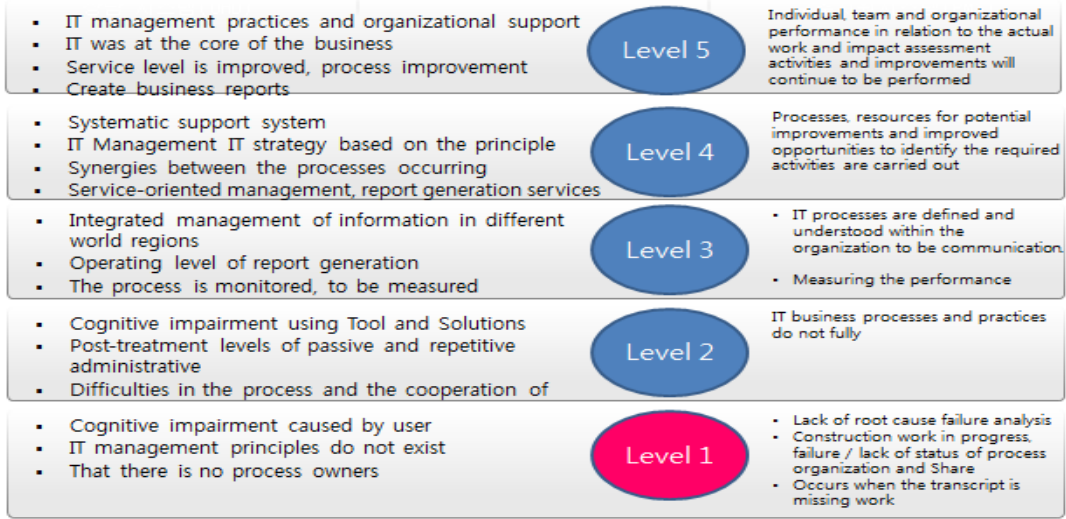 ▪ IT management practices and organizational support
▪ IT was at the core of the business
▪ Service level is improved, process improvement
▪ Create business reports
Level 5
Individual, team and organizational
performance in relation to the actual
work and impact assessment
activities and improvements will
continue to be performed
▪ Systematic support system
▪ IT Management IT strategy based on the principle
▪ Synergies between the processes occurring
▪ Service-oriented management, report generation services
Level 4
Processes, resources for potential
improvements and improved
opportunities to identify the required
activities are carried out
▪ Integrated management of information in different
world regions
▪ Operating level of report generation
▪ The process is monitored, to be measured
Level 3
• IT processes are defined and
understood within the
organization to be communication.
• Measuring the performance
▪ Cognitive impairment using Tool and Solutions
▪ Post-treatment levels of passive and repetitive
administrative
▪ Difficulties in the process and the cooperation of
Level 2
IT business processes and practices
do not fully
▪ Cognitive impairment caused by user
▪ IT management principles do not exist
▪ That there is no process owners
Level 1
• Lack of root cause failure analysis
• Construction work in progress,
failure / lack of status of process
organization and Share
• Occurs when the transcript is
missing work